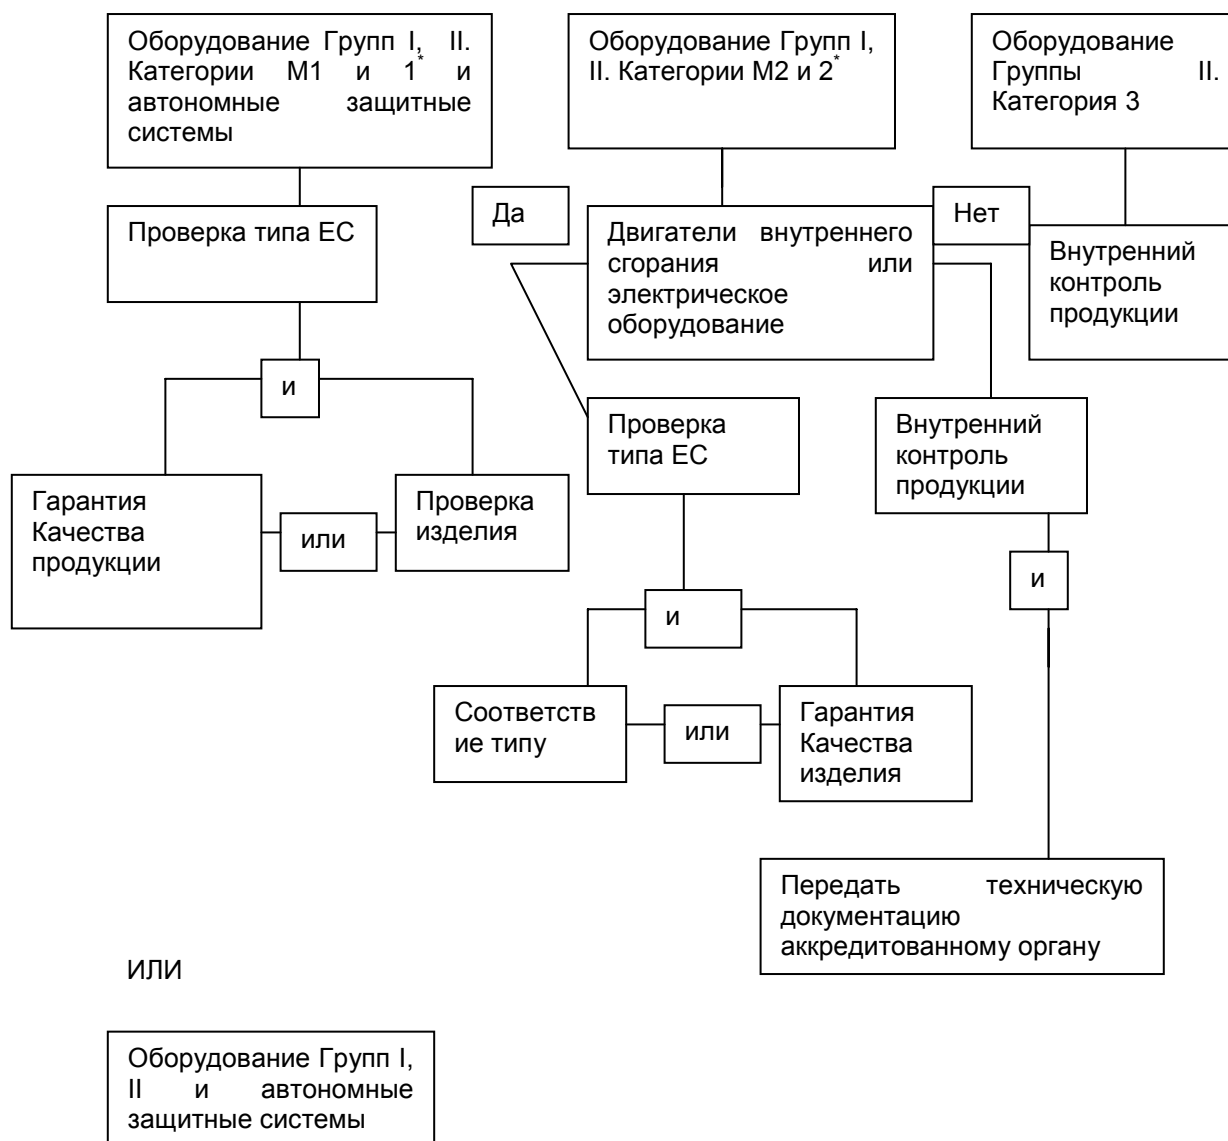 Оборудование Групп I, II.
Категории М1 и 1* и
автономные защитные
системы
Оборудование Групп I,
II. Категории М2 и 2*
Оборудование
Группы II.
Категория 3
Проверка типа ЕС
Да
Двигатели внутреннего
сгорания или
электрическое
оборудование
Нет
Внутренний
контроль
продукции
и
Гарантия
Качества
продукции
или
Проверка
изделия
Проверка
типа ЕС
Внутренний
контроль
продукции
и
и
Соответств
ие типу
или
Гарантия
Качества
изделия
Передать техническую
документацию
аккредитованному органу
ИЛИ
Оборудование Групп I,
II и автономные
защитные системы